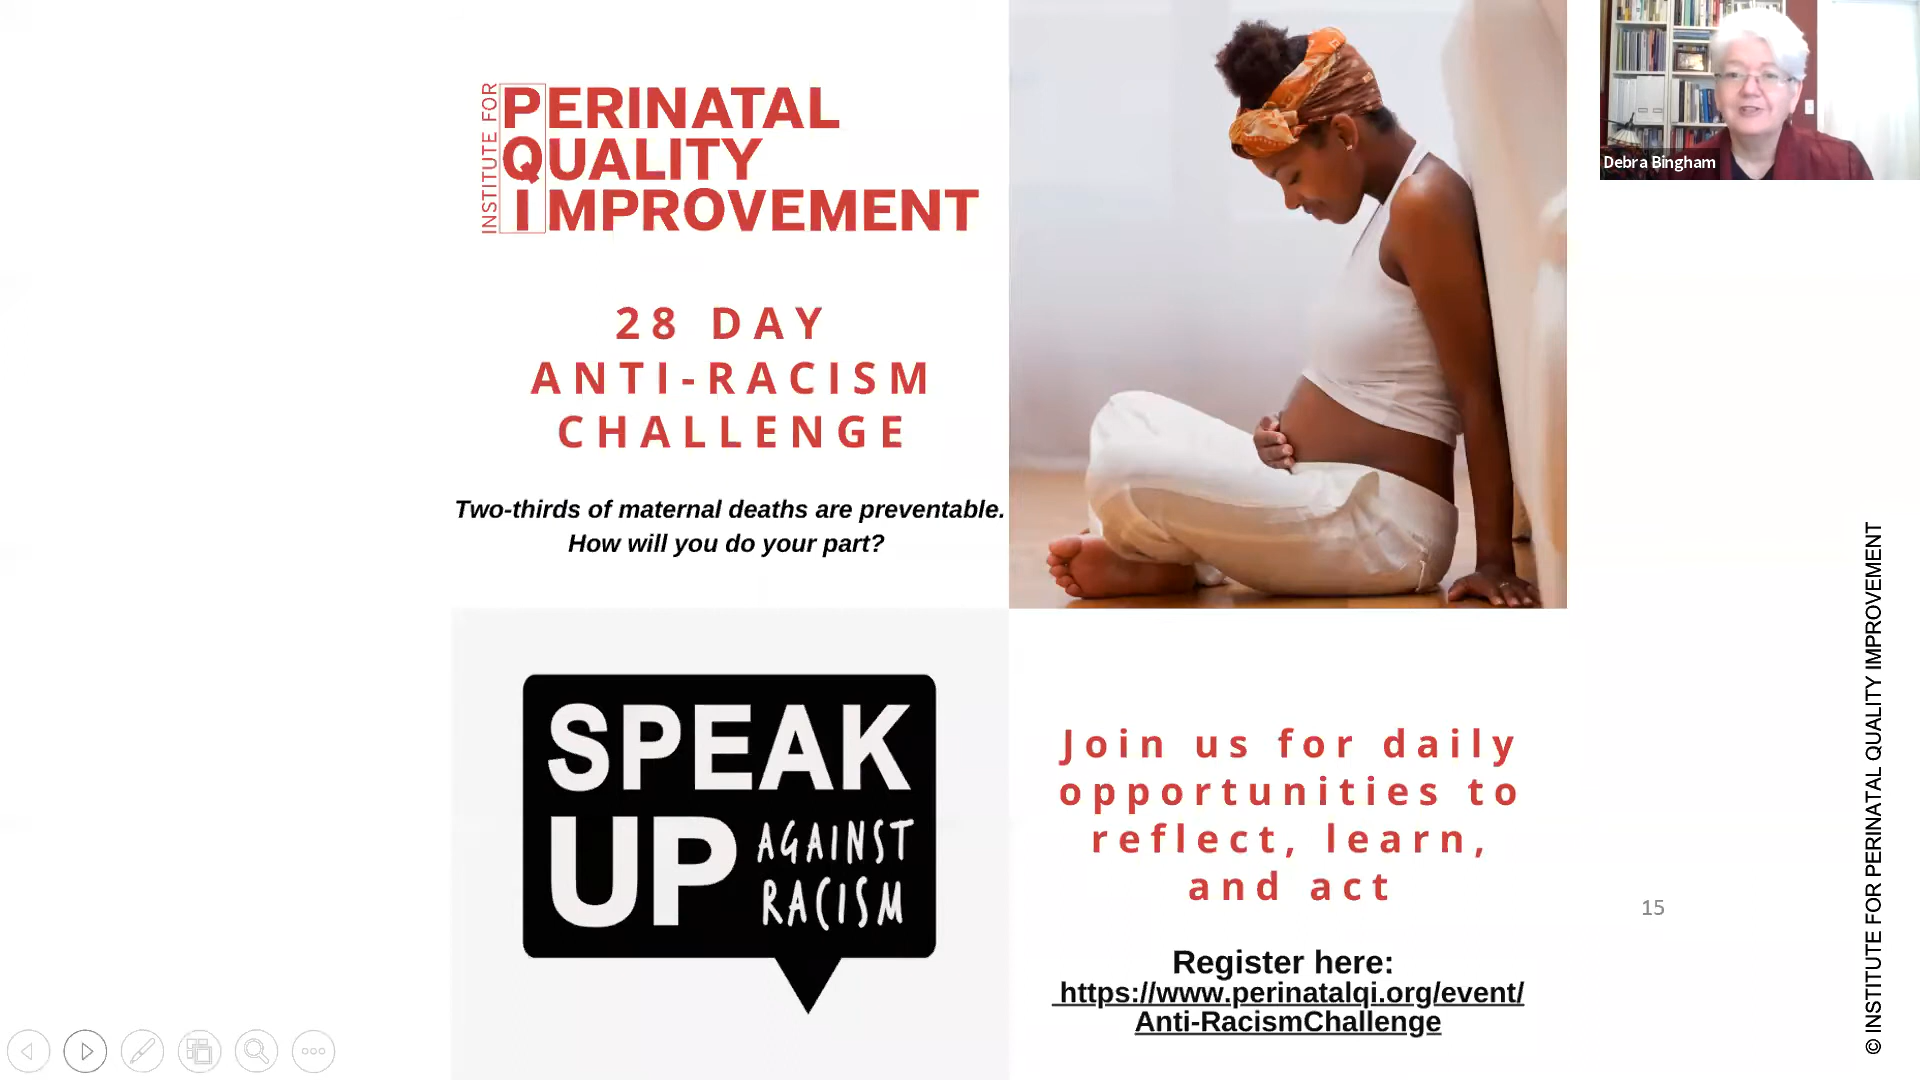 INSTITUTE FOR
PERINATAL
QUALITY
IMPROVEMENT
28 DAY
ANTI-RACISM
CHALLENGE
Two-thirds of maternal deaths are preventable.
How will you do your part?
SPEAK
UP AGAINST
RACISM
Join us for daily
opportunities to
reflect, learn,
and act
Register here:
https://www.perinatalqi.org/event/
Anti-RacismChallenge
15
© INSTITUTE FOR PERINATAL QUALITY IMPROVEMENT
Debra Bingham